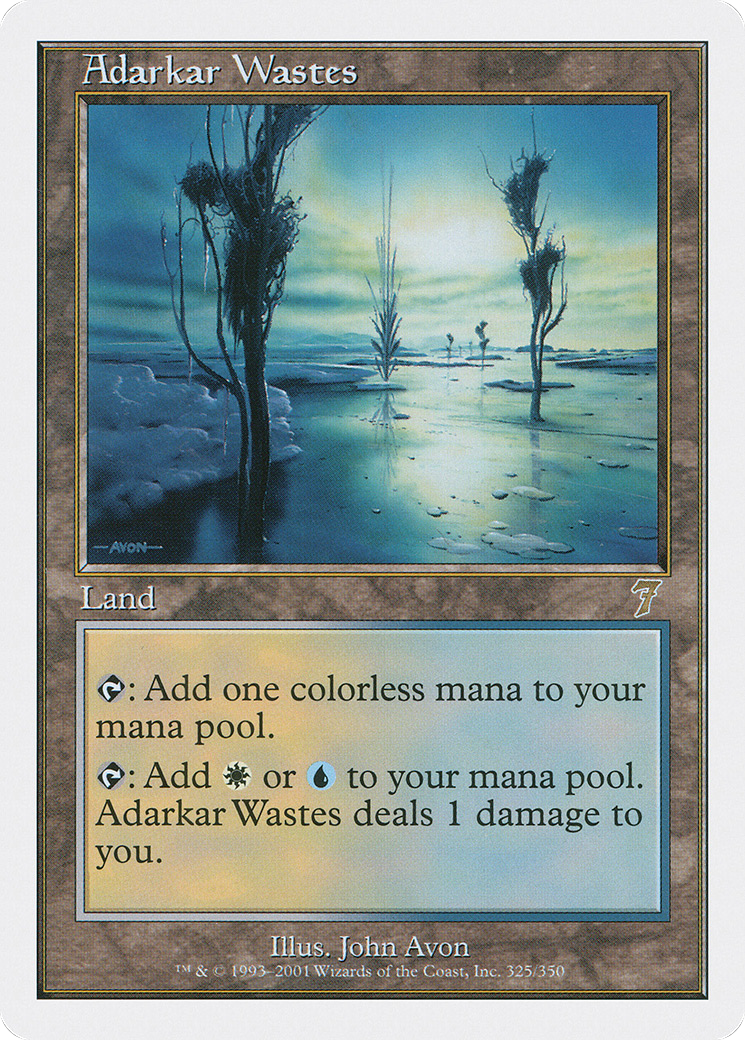 Adarkar Wastes
AVON
Land
7
: Add one colorless mana to your
mana pool.
: Add or to your mana pool.
Adarkar Wastes deals 1 damage to
you.
Illus. John Avon
™ & © 1993–2001 Wizards of the Coast, Inc. 325/350